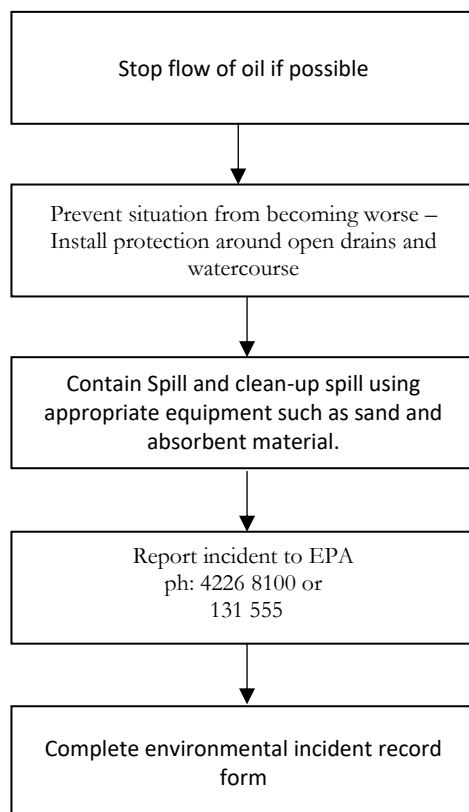 Stop flow of oil if possible
Prevent situation from becoming worse –
Install protection around open drains and
watercourse
Contain Spill and clean-up spill using
appropriate equipment such as sand and
absorbent material.
Report incident to EPA
ph: 4226 8100 or
131 555
Complete environmental incident record
form